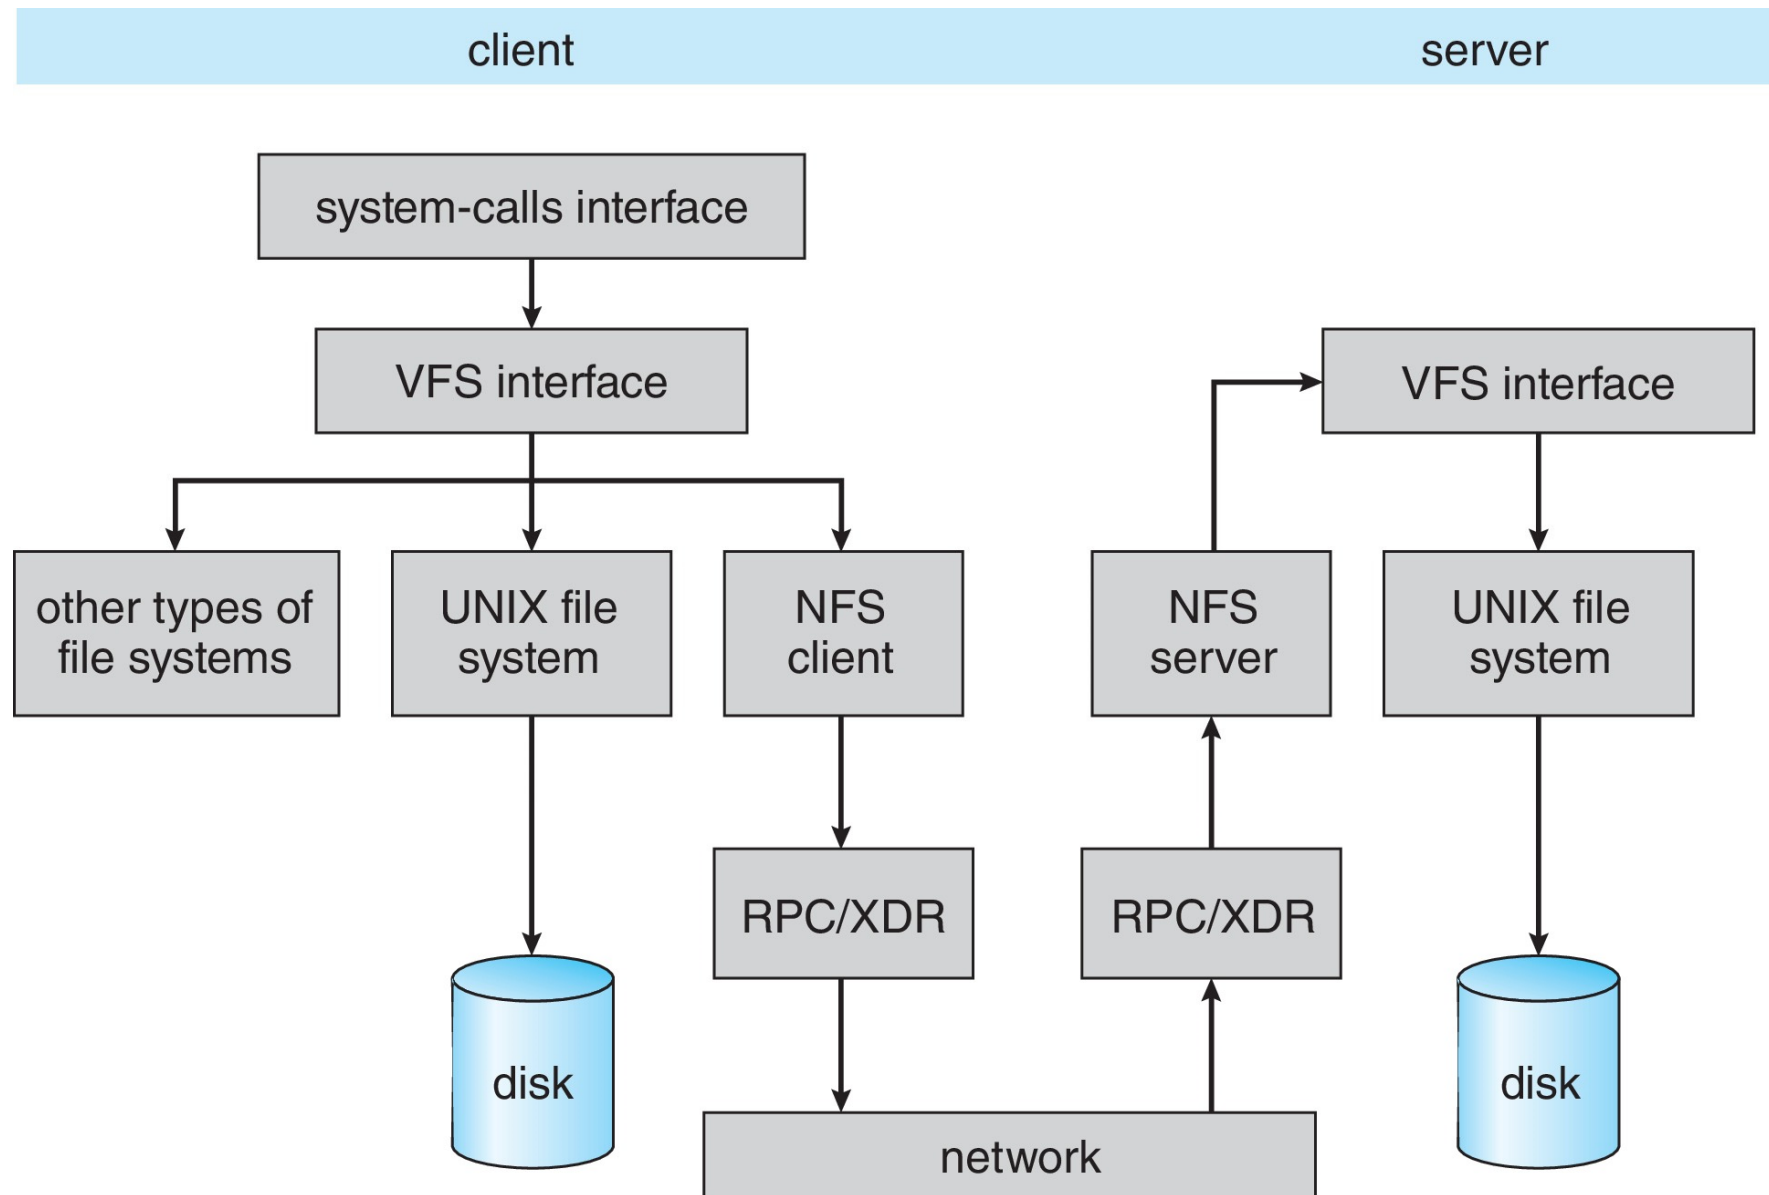 client
server
system-calls interface
VFS interface
VFS interface
other types of
file systems
UNIX file
system
NFS
client
NFS
server
UNIX file
system
RPC/XDR
RPC/XDR
disk
disk
network